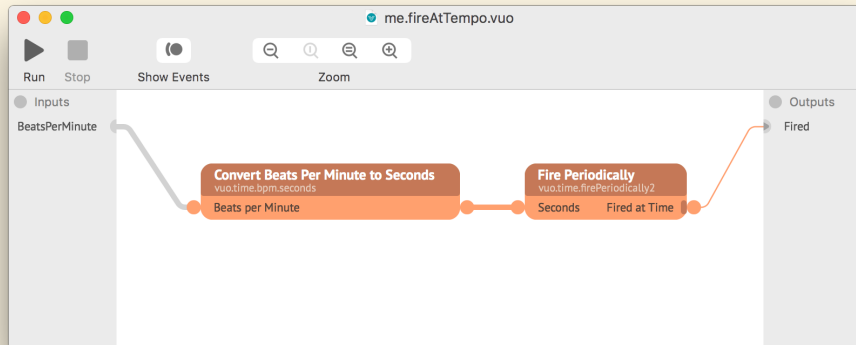 me.fireAtTempo.vuo
Run Stop Show Events Zoom
Inputs
Outputs
BeatsPerMinute
Fired
Convert Beats Per Minute to Seconds
vuo.time.bpm.seconds
Beats per Minute
Fire Periodically
vuo.time.firePeriodically2
Seconds Fired at Time